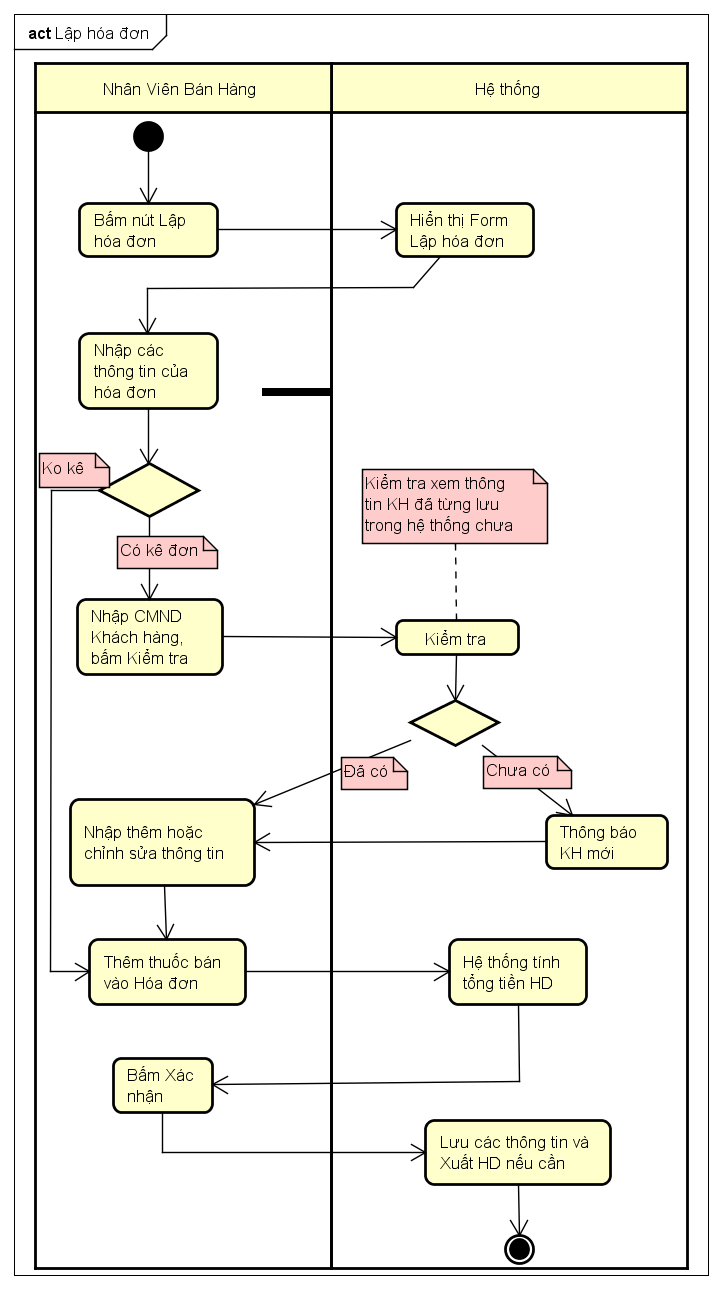 act Lập hóa đơn
Nhân Viên Bán Hàng
Hệ thống
Bấm nút Lập
hóa đơn
Hiển thị Form
Lập hóa đơn
Nhập các
thông tin của
hóa đơn
Ko kê
Có kê đơn
Kiểm tra xem thông
tin KH đã từng lưu
trong hệ thống chưa
Nhập CMND
Khách hàng,
bấm Kiểm tra
Kiểm tra
Đã có
Chưa có
Nhập thêm hoặc
chỉnh sửa thông tin
Thông báo
KH mới
Thêm thuốc bán
vào Hóa đơn
Hệ thống tính
tổng tiền HD
Bấm Xác
nhận
Lưu các thông tin và
Xuất HD nếu cần